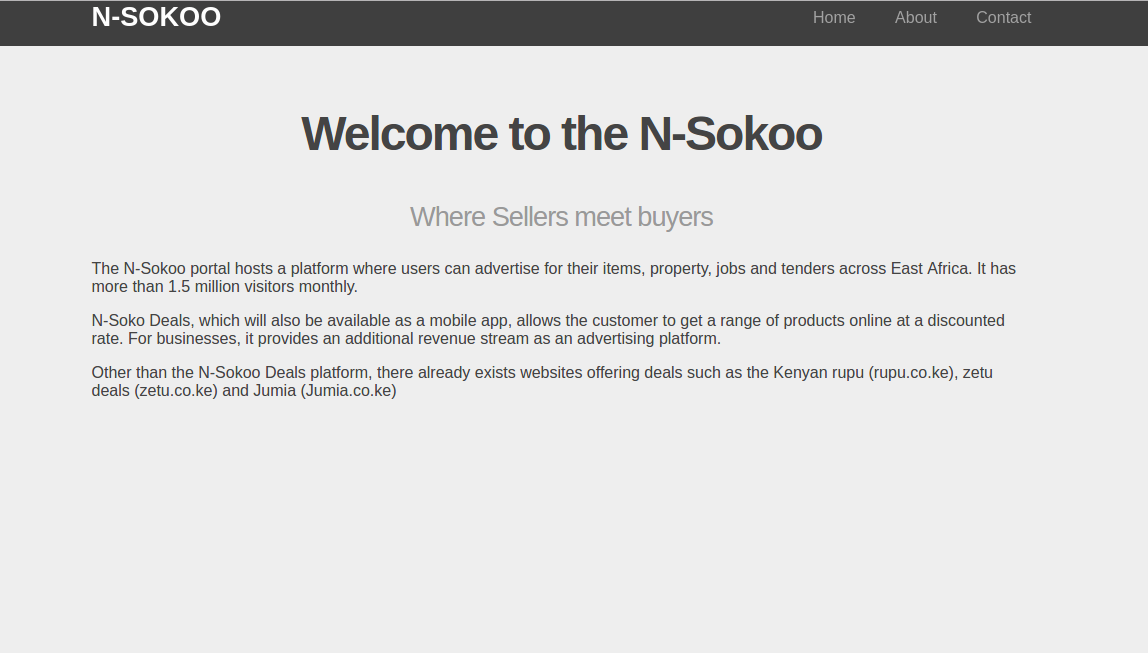 N-SOKOO
Home About Contact
Welcome to the N-Sokoo
Where Sellers meet buyers
The N-Sokoo portal hosts a platform where users can advertise for their items, property, jobs and tenders across East Africa. It has
more than 1.5 million visitors monthly.
N-Soko Deals, which will also be available as a mobile app, allows the customer to get a range of products online at a discounted
rate. For businesses, it provides an additional revenue stream as an advertising platform.
Other than the N-Sokoo Deals platform, there already exists websites offering deals such as the Kenyan rupu (rupu.co.ke), zetu
deals (zetu.co.ke) and Jumia (Jumia.co.ke)